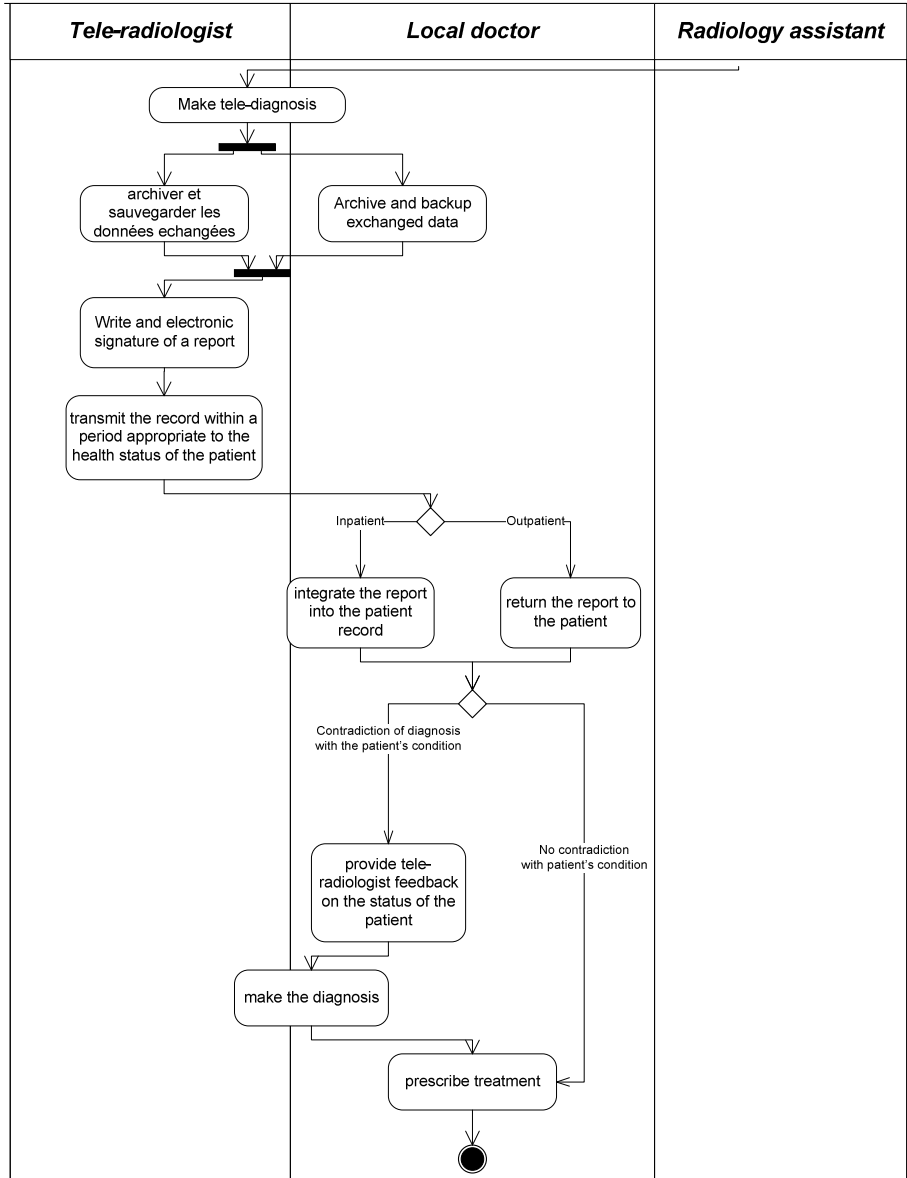 Tele-radiologist
Local doctor
Radiology assistant
Make tele-diagnosis
archiver et
sauvegarder les
données echangées
Archive and backup
exchanged data
Write and electronic
signature of a report
transmit the record within a
period appropriate to the
health status of the patient
Inpatient
Outpatient
integrate the report
into the patient
record
return the report to
the patient
Contradiction of diagnosis
with the patient's condition
No contradiction
with patient's condition
provide tele-
radiologist feedback
on the status of the
patient
make the diagnosis
prescribe treatment